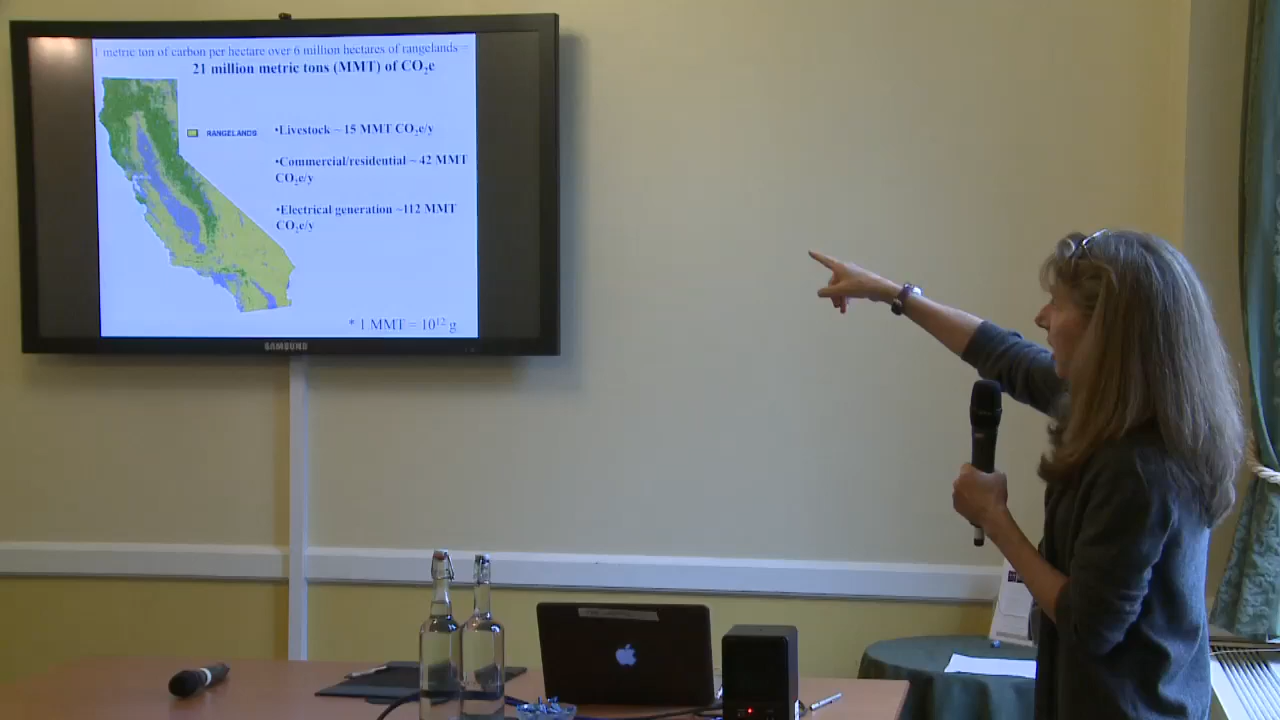 1 metric ton of carbon per hectare over 6 million hectares of rangelands =
21 million metric tons (MMT) of CO₂e
RANGELANDS
•Livestock ~ 15 MMT CO₂e/y
•Commercial/residential ~ 42 MMT
CO₂e/y
•Electrical generation ~112 MMT
CO₂e/y
* 1 MMT = 10¹² g
SAMSUNG